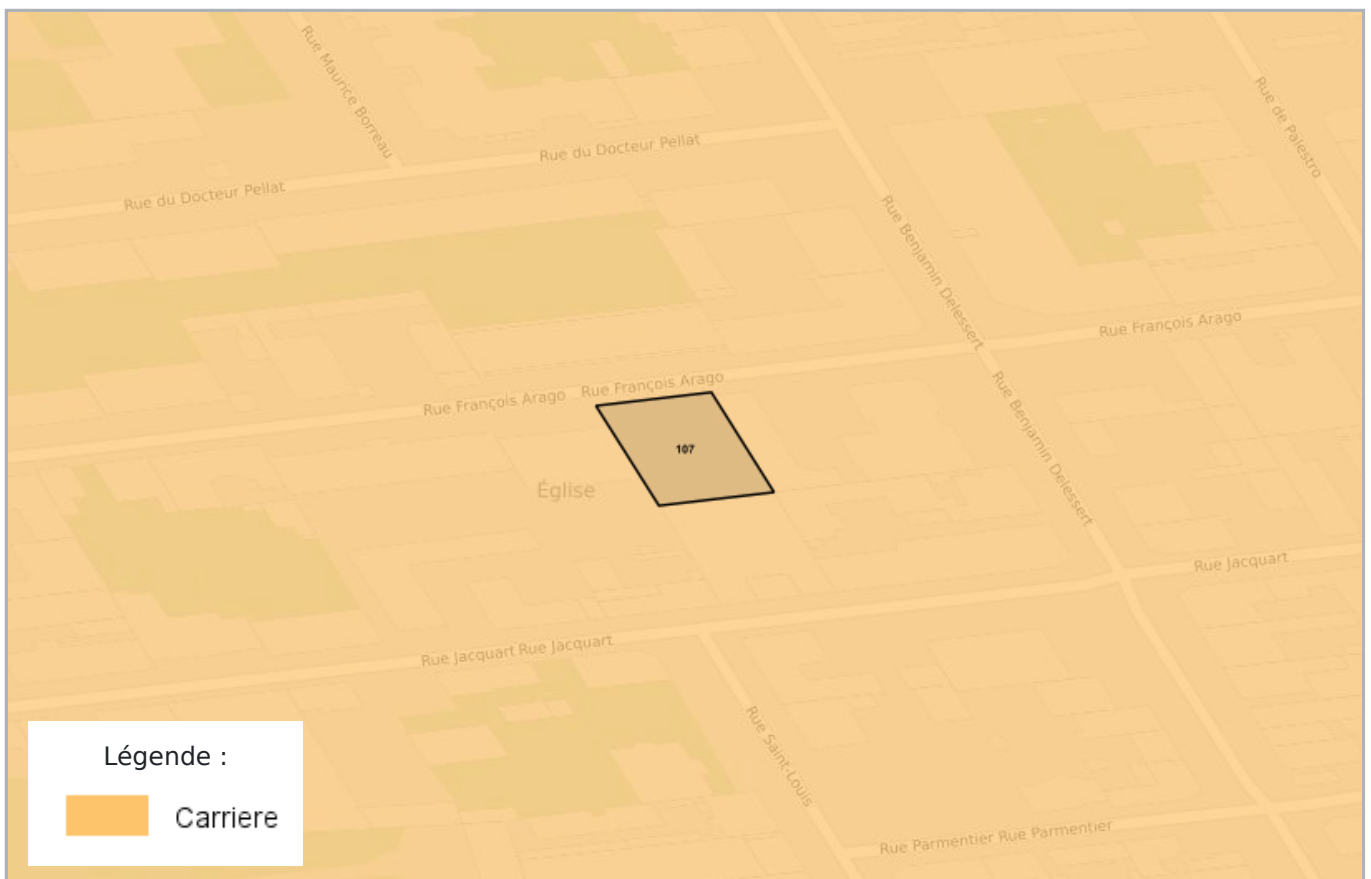 Rue Maurice Borreau
Rue de Palestro
Rue du Docteur Pellat
Rue du Docteur Pellat
Rue Benjamin Delessert
Rue François Arago
Rue François Arago
Rue François Arago
Rue Benjamin Delessert
107
Église
Rue Jacquart
Rue Jacquart Rue Jacquart
Rue Saint-Louis
Rue Parmentier Rue Parmentier
Légende :
Carriere